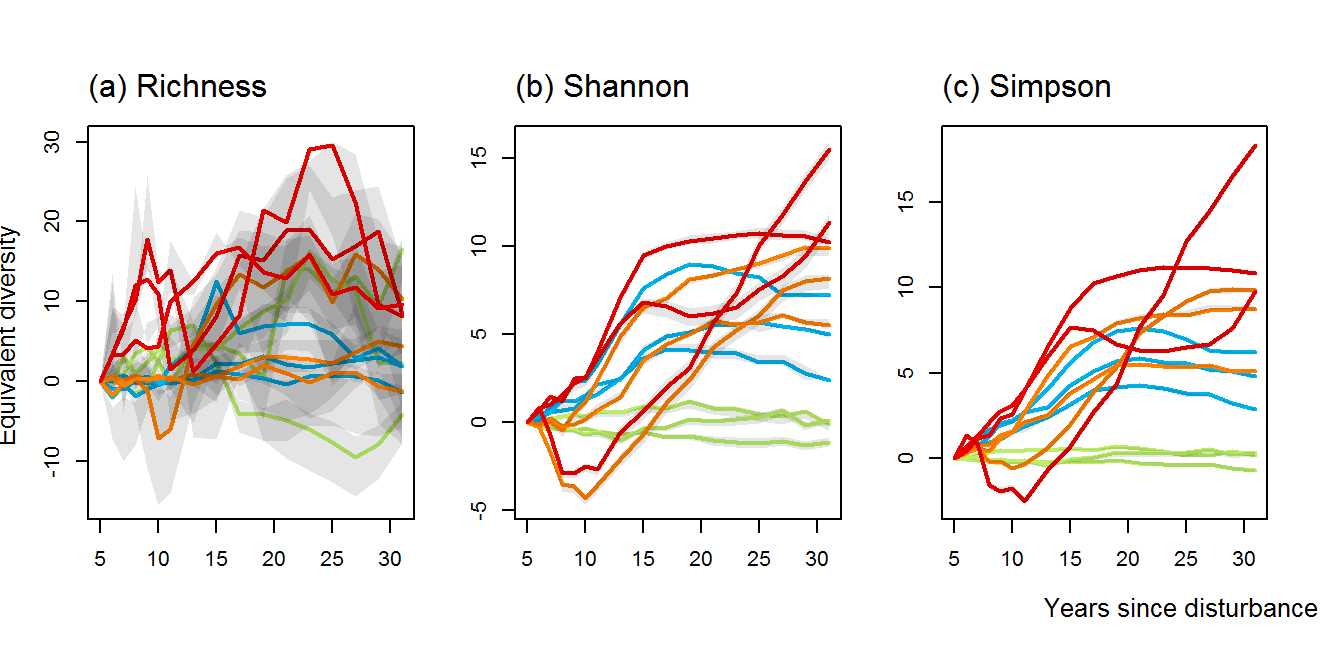 (a) Richness
(b) Shannon
(c) Simpson
Equivalent diversity
30
20
10
0
-10
5 10 15 20 25 30
15
10
5
0
-5
5 10 15 20 25 30
15
10
5
0
5 10 15 20 25 30
Years since disturbance